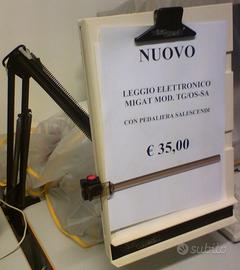 NUOVO
LEGGIO ELETTRONICO
MIGAT MOD. TG/OS-SA
CON PEDALIERA SALESCENDI
€ 35,00
subito